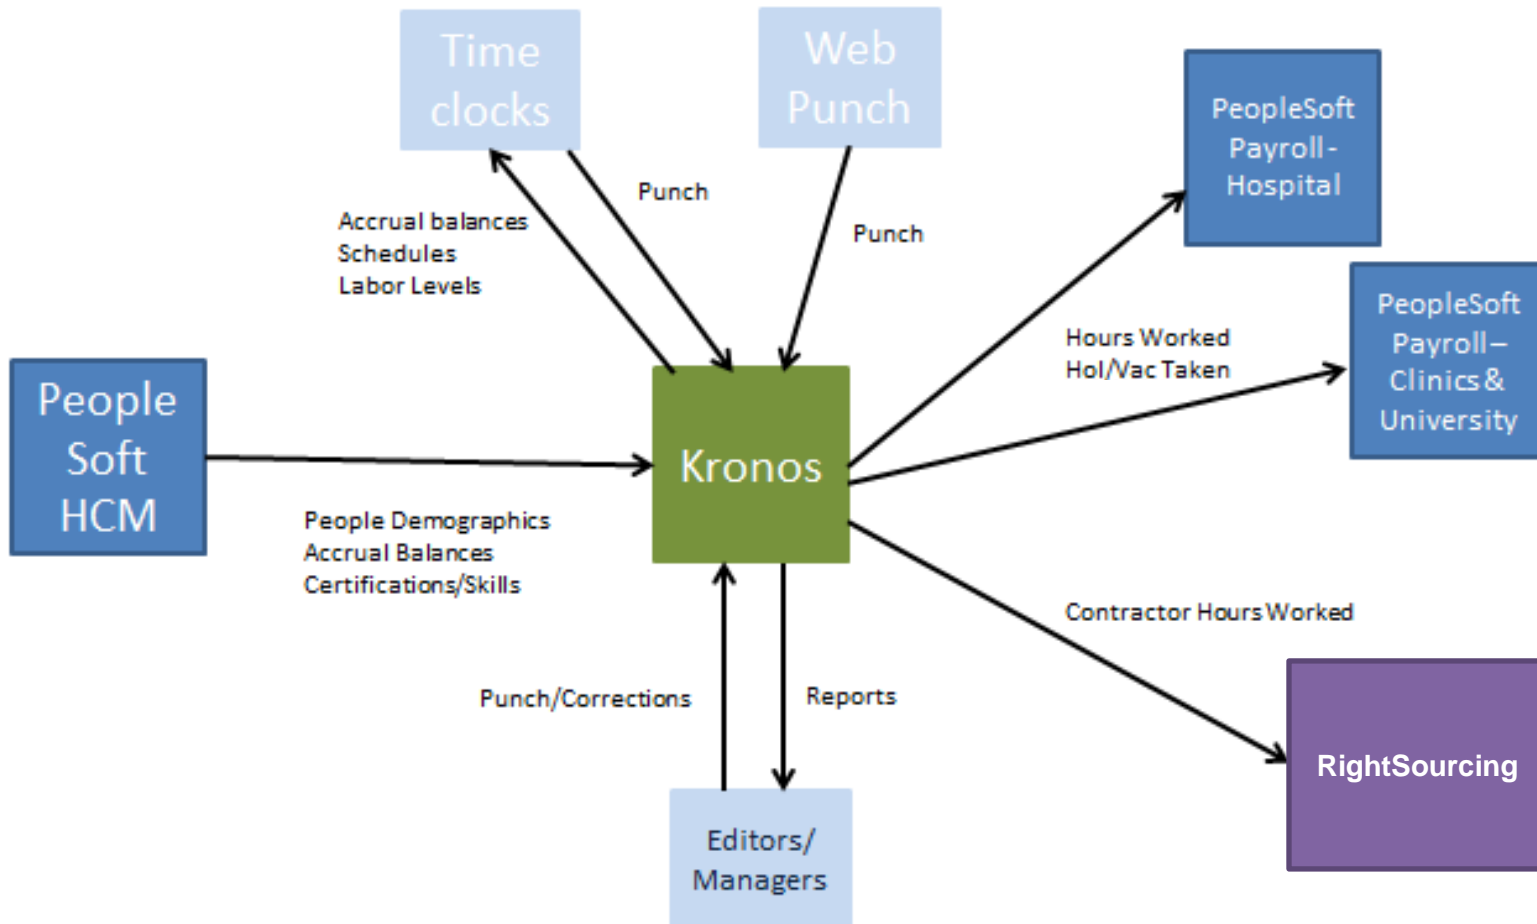 Time
clocks
Web
Punch
PeopleSoft
Payroll-
Hospital
Punch
Accrual balances
Schedules
Labor Levels
Punch
PeopleSoft
Payroll–
Clinics &
University
Hours Worked
Hol/Vac Taken
People
Soft
HCM
Kronos
People Demographics
Accrual Balances
Certifications/Skills
Contractor Hours Worked
Punch/Corrections
Reports
RightSourcing
Editors/
Managers